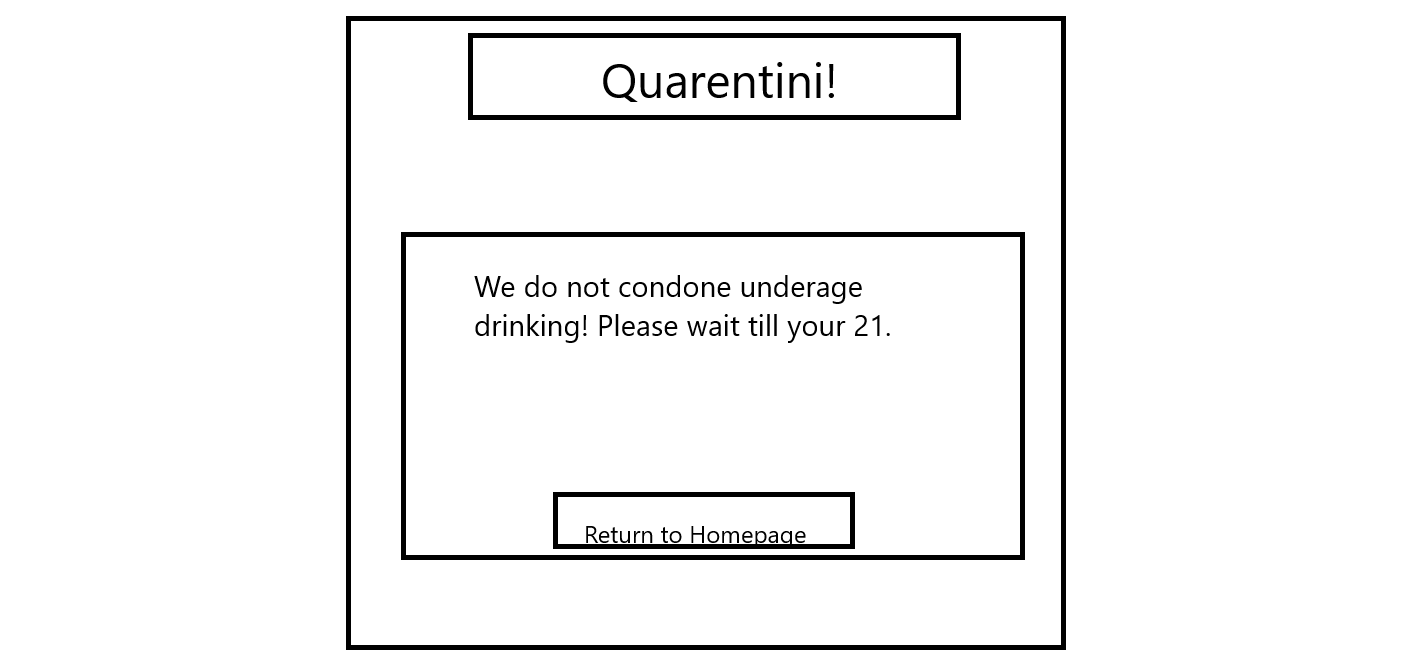 Quarentini!
We do not condone underage
drinking! Please wait till your 21.
Return to Homepage